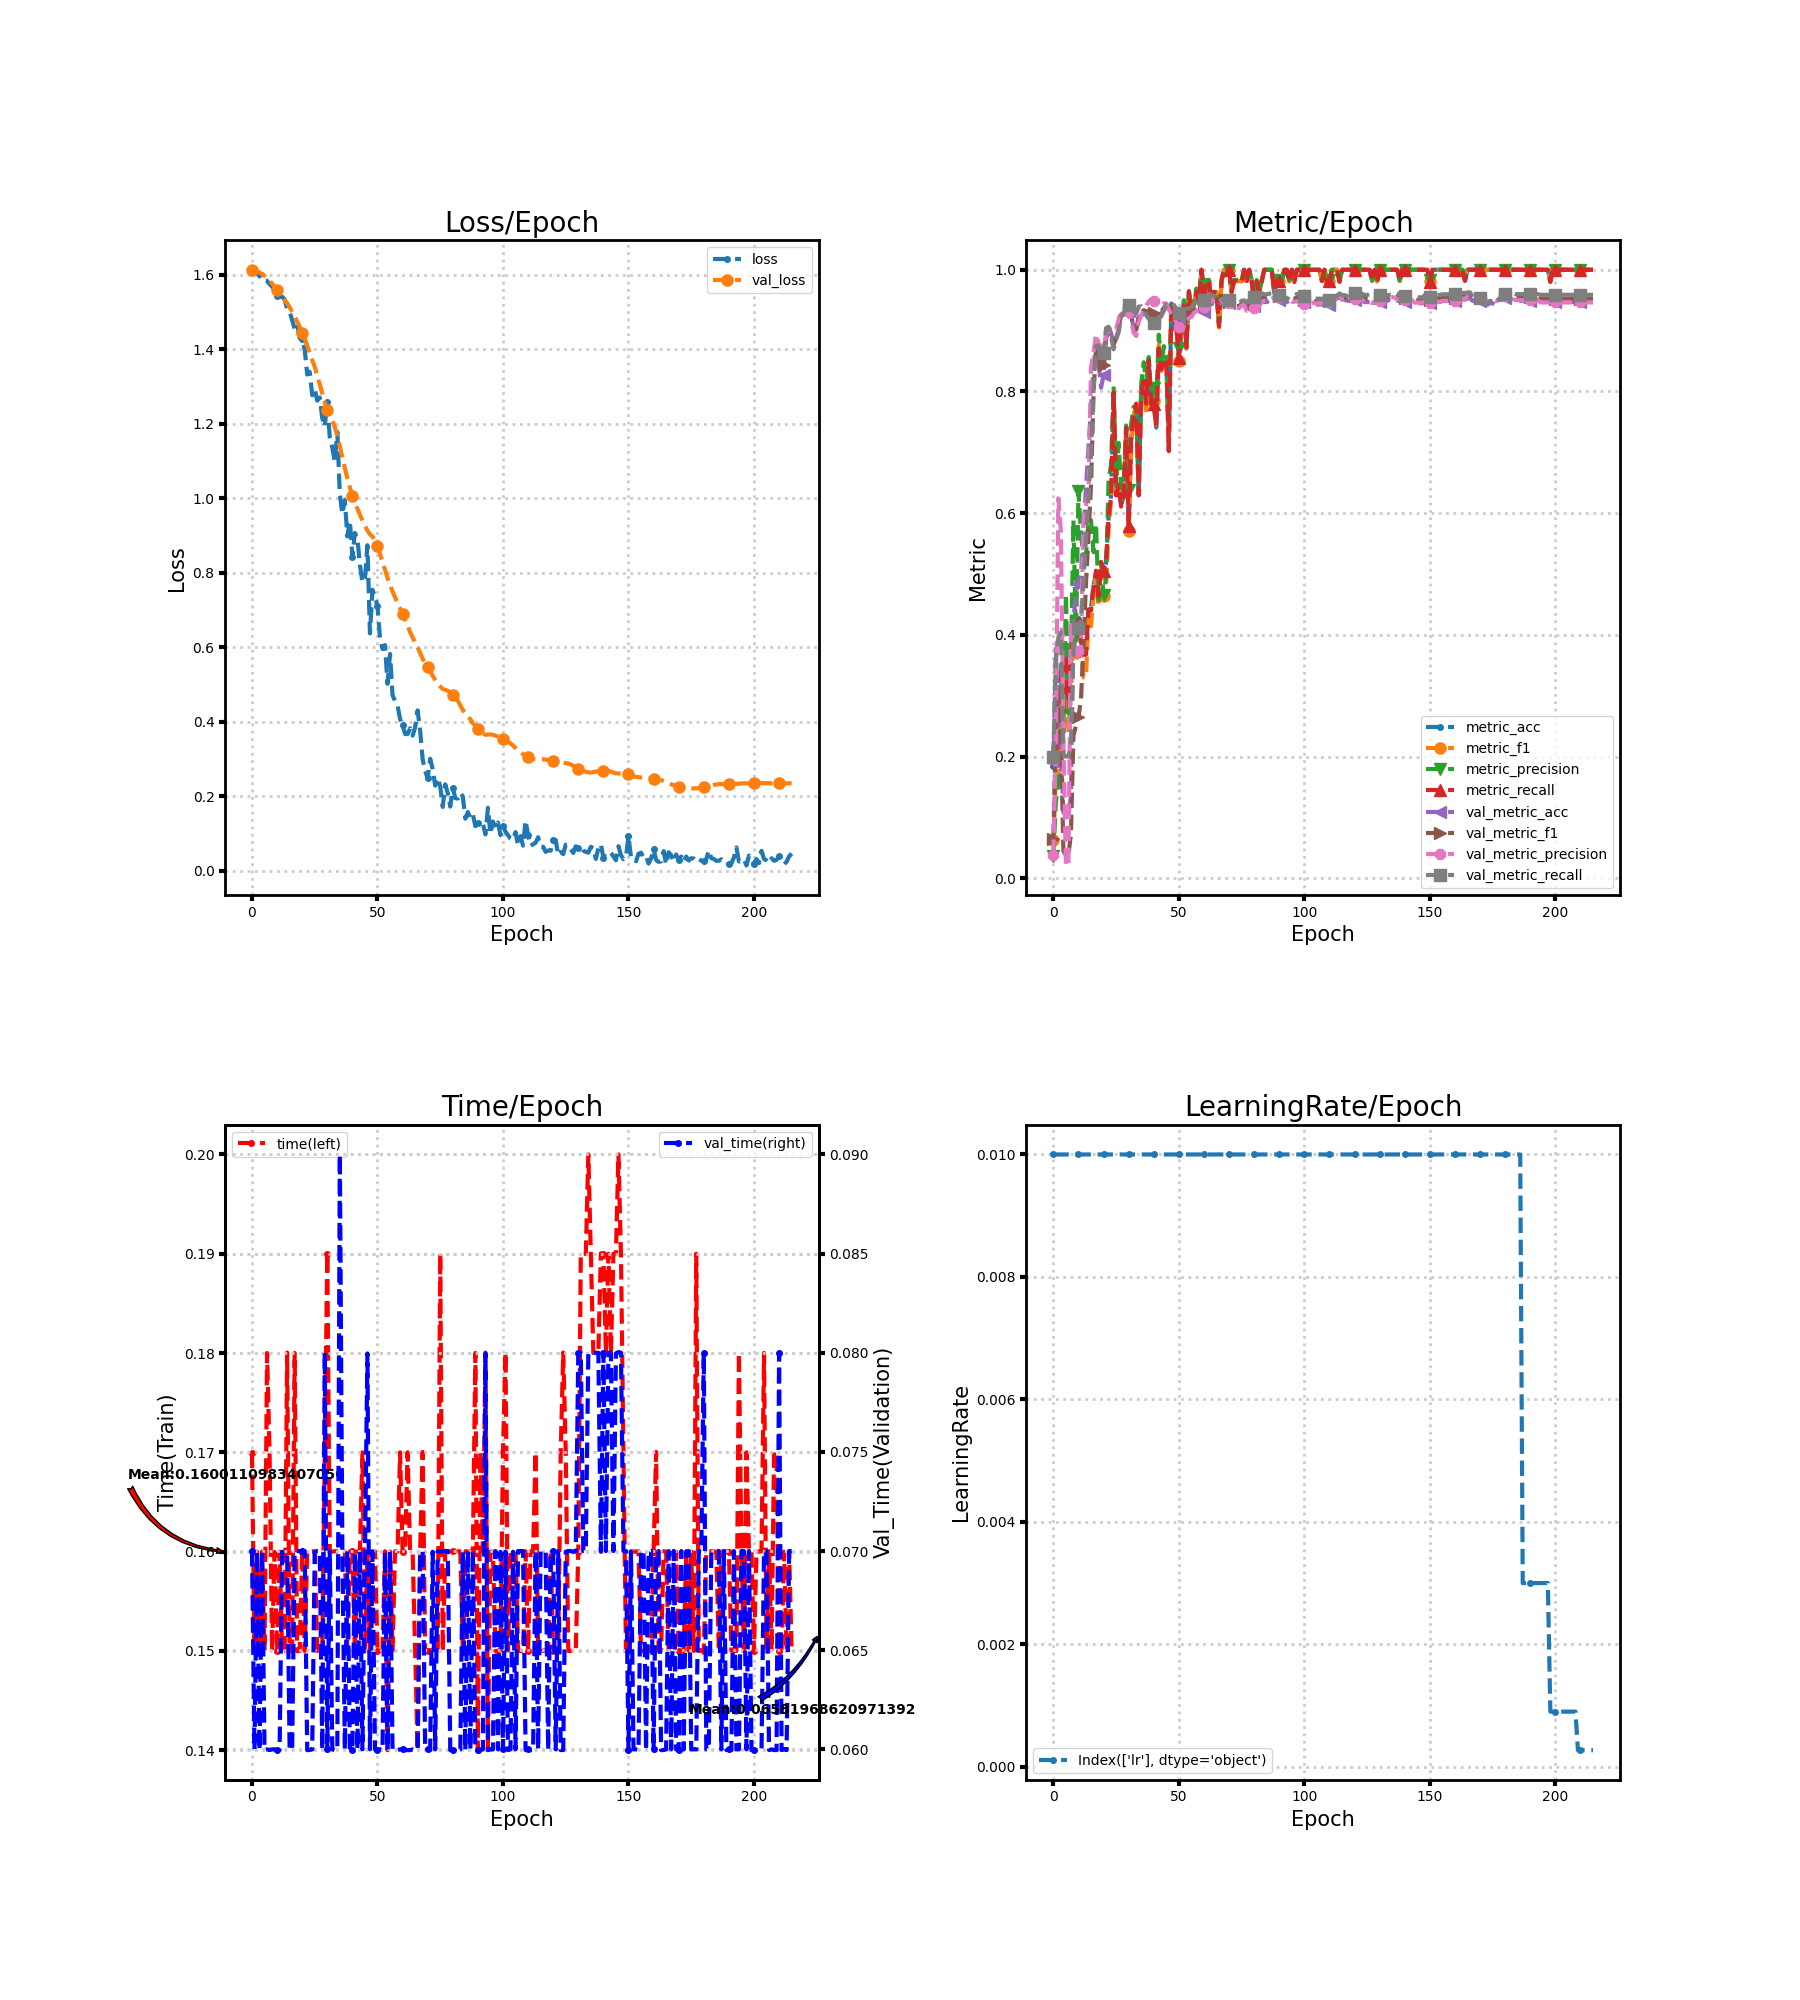 Loss/Epoch
loss
val_loss
1.6
1.4
1.2
1.0
0.8
0.6
0.4
0.2
0.0
Loss
0
50
100
150
200
Epoch
Metric/Epoch
1.0
0.8
0.6
0.4
0.2
0.0
Metric
metric_acc
metric_f1
metric_precision
metric_recall
val_metric_acc
val_metric_f1
val_metric_precision
val_metric_recall
0
50
100
150
200
Epoch
Time/Epoch
time(left)
val_time(right)
0.20
0.19
0.18
0.17
0.16
0.15
0.14
Time(Train)
Mean:0.160011098340705
0.090
0.085
0.080
0.075
0.070
0.065
0.060
Val_Time(Validation)
0
50
100
150
200
Epoch
LearningRate/Epoch
0.010
0.008
0.006
0.004
0.002
0.000
LearningRate
Index(['lr'], dtype='object')
0
50
100
150
200
Epoch